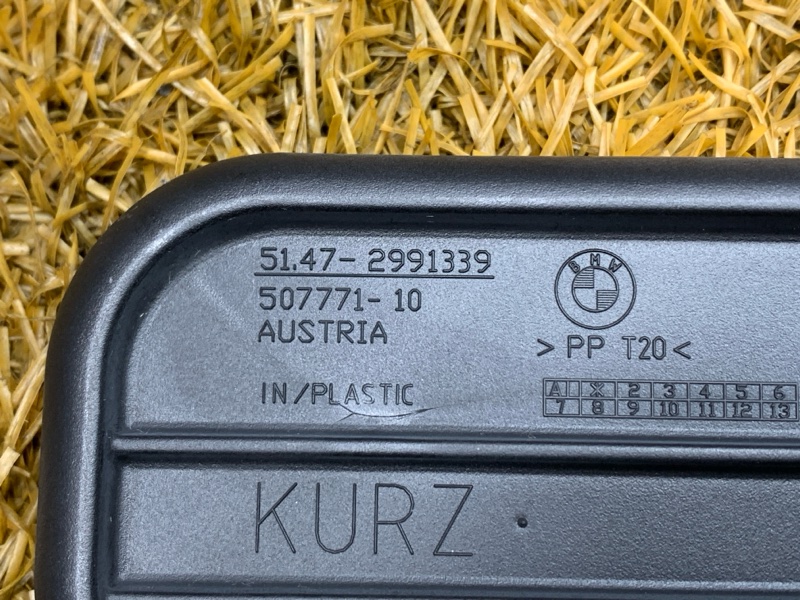 51.47- 2991339
507771-10
AUSTRIA
BMW
> PP T20 <
IN/PLASTIC
A X 2 3 4 5 6
7 8 9 10 11 12 13
KURZ